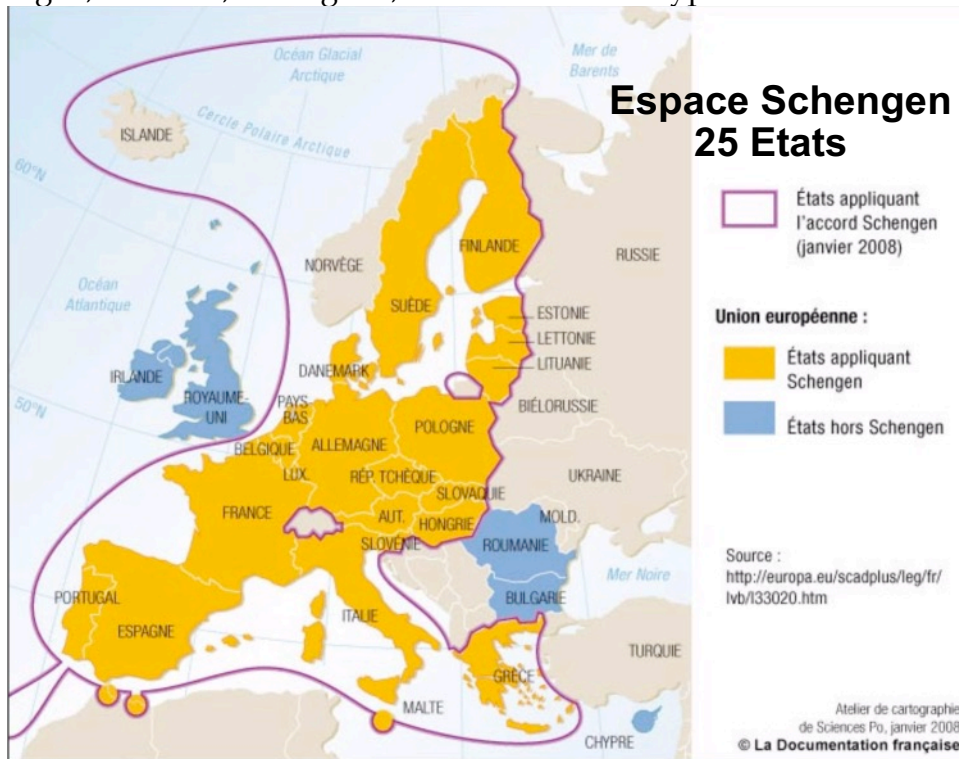 Océan Glacial
Arctique
Mer de
Barents
Espace Schengen
25 Etats
ISLANDE
Cercle Polaire Arctique
60°N
États appliquant
l'accord Schengen
(janvier 2008)
NORVÈGE
FINLANDE
RUSSIE
Océan
Atlantique
SUÈDE
ESTONIE
LETTONIE
LITUANIE
Union européenne :
États appliquant
Schengen
États hors Schengen
DANEMARK
IRLANDE
ROYAUME-
UNI
50°N
PAYS-
BAS
BIÉLORUSSIE
POLOGNE
BELGIQUE
ALLEMAGNE
LUX.
RÉP. TCHÈQUE
UKRAINE
SLOVAQUIE
FRANCE
AUT.
HONGRIE
MOLD.
SLOVÉNIE
ROUMANIE
Mer Noire
BULGARIE
PORTUGAL
ESPAGNE
ITALIE
GRÈCE
TURQUIE
MALTE
CHYPRE
Source :
http://europa.eu/scadplus/leg/fr/
lvb/l33020.htm
Atelier de cartographie
de Sciences Po, janvier 2008
© La Documentation française